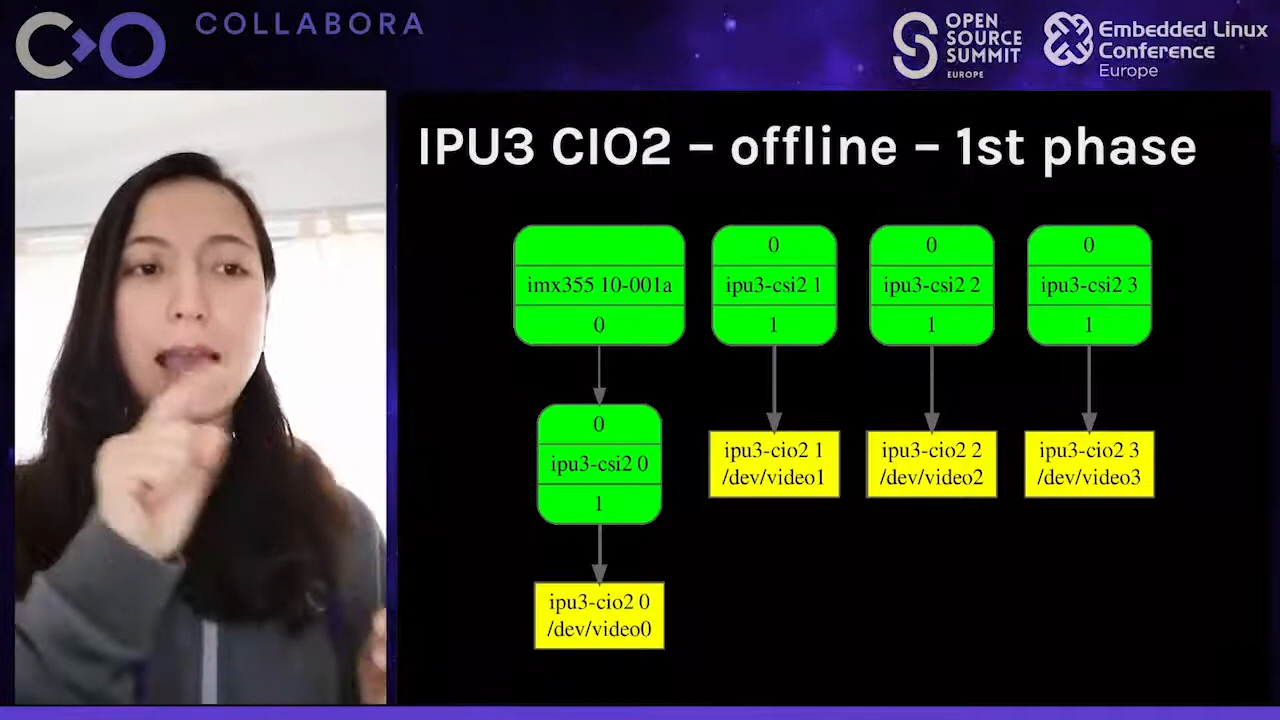 COLLABORA
OPEN
SOURCE
SUMMIT
EUROPE
Embedded Linux
Conference
Europe
IPU3 CIO2 – offline – 1st phase
imx355 10-001a
0
0
ipu3-csi2 1
1
0
ipu3-csi2 2
1
0
ipu3-csi2 3
1
0
ipu3-csi2 0
1
ipu3-cio2 1
/dev/video1
ipu3-cio2 2
/dev/video2
ipu3-cio2 3
/dev/video3
ipu3-cio2 0
/dev/video0